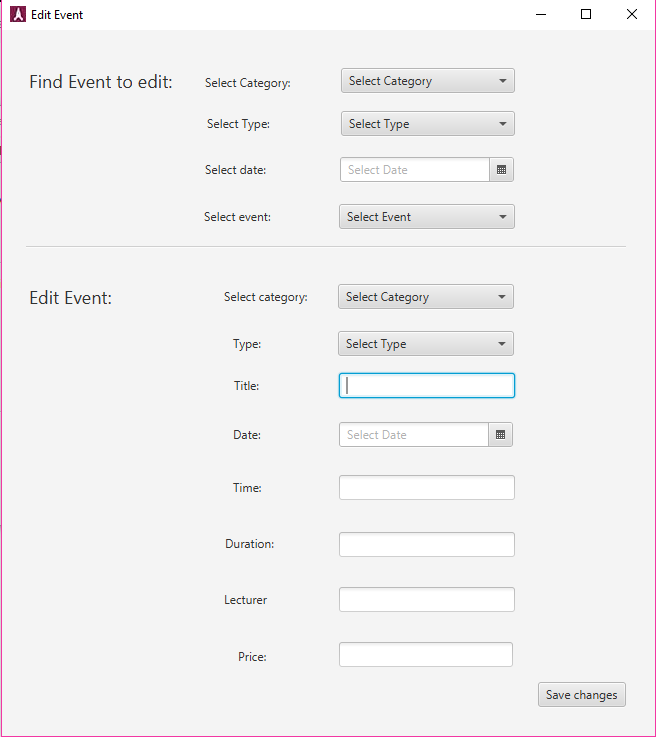 Edit Event
Find Event to edit:
Select Category: Select Category
Select Type: Select Type
Select date: Select Date
Select event: Select Event
Edit Event:
Select category: Select Category
Type: Select Type
Title:
Date: Select Date
Time:
Duration:
Lecturer
Price:
Save changes